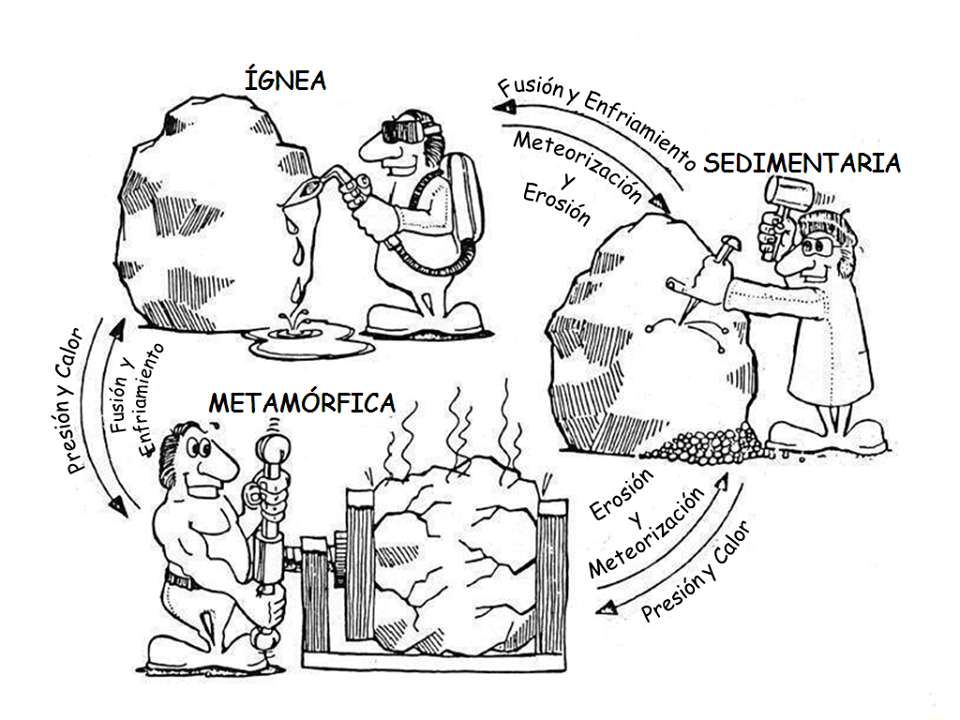 ÍGNEA
Fusión y Enfriamiento
Meteorización
y
Erosión
SEDIMENTARIA
Presión y Calor
Fusión y
Enfriamiento
METAMÓRFICA
Erosión
y
Meteorización
Presión y Calor